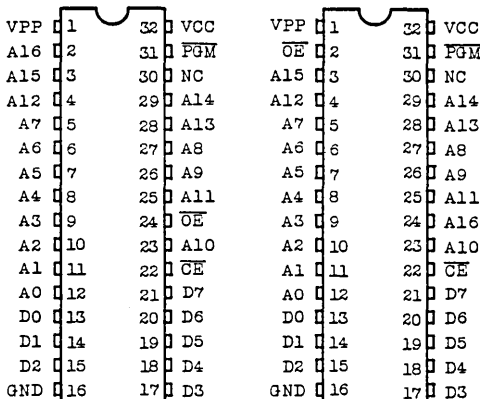 VPP 1 32 VCC VPP 1 32 VCC
A16 2 31 PGM OE 2 31 PGM
A15 3 30 NC A15 3 30 NC
A12 4 29 A14 A12 4 29 A14
A7 5 28 A13 A7 5 28 A13
A6 6 27 A8 A6 6 27 A8
A5 7 26 A9 A5 7 26 A9
A4 8 25 A11 A4 8 25 A11
A3 9 24 OE A3 9 24 A16
A2 10 23 A10 A2 10 23 A10
A1 11 22 CE A1 11 22 CE
A0 12 21 D7 A0 12 21 D7
D0 13 20 D6 D0 13 20 D6
D1 14 19 D5 D1 14 19 D5
D2 15 18 D4 D2 15 18 D4
GND 16 17 D3 GND 16 17 D3